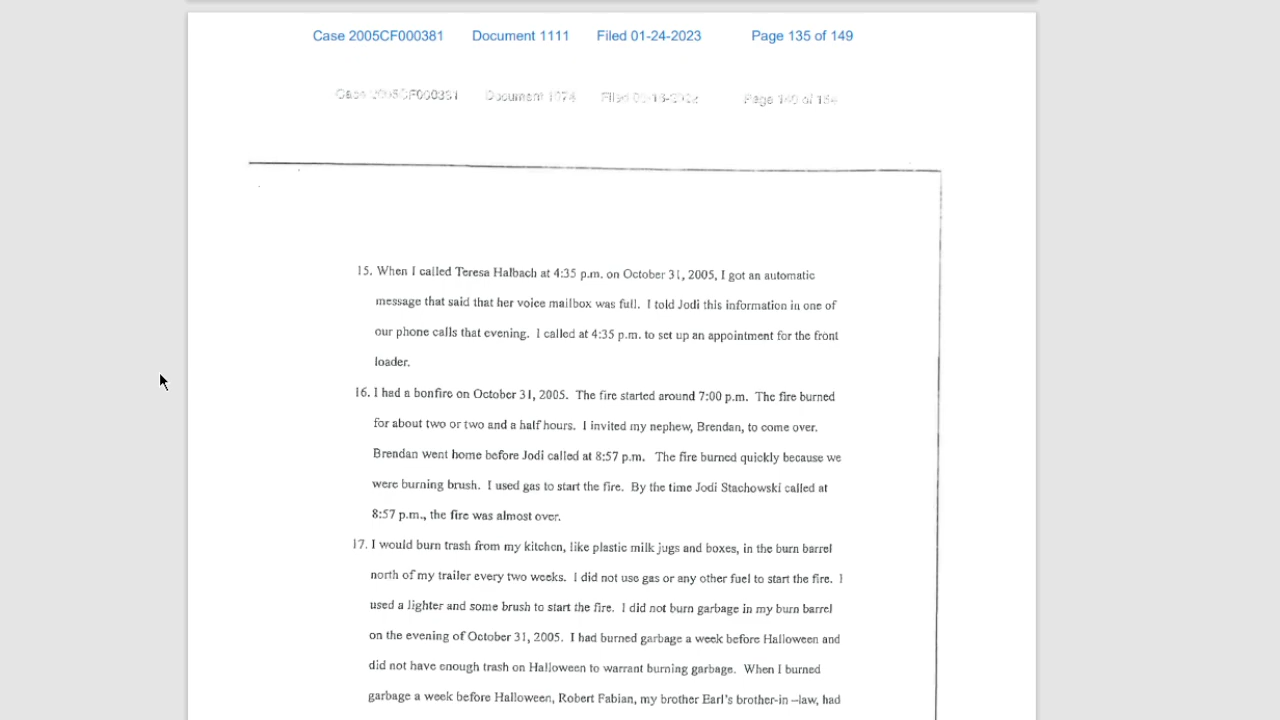 Case 2005CF000381 Document 1111 Filed 01-24-2023 Page 135 of 149
Document Filed Page of
15. When I called Teresa Halbach at 4:35 p.m. on October 31, 2005, I got an automatic
message that said that her voice mailbox was full. I told Jodi this information in one of
our phone calls that evening. I called at 4:35 p.m. to set up an appointment for the front
loader.
16. I had a bonfire on October 31, 2005. The fire started around 7:00 p.m. The fire burned
for about two or two and a half hours. I invited my nephew, Brendan, to come over.
Brendan went home before Jodi called at 8:57 p.m. The fire burned quickly because we
were burning brush. I used gas to start the fire. By the time Jodi Stachowski called at
8:57 p.m., the fire was almost over.
17. I would burn trash from my kitchen, like plastic milk jugs and boxes, in the burn barrel
north of my trailer every two weeks. I did not use gas or any other fuel to start the fire. I
used a lighter and some brush to start the fire. I did not burn garbage in my burn barrel
on the evening of October 31, 2005. I had burned garbage a week before Halloween and
did not have enough trash on Halloween to warrant burning garbage. When I burned
garbage a week before Halloween, Robert Fabian, my brother Earl's brother-in –law, had